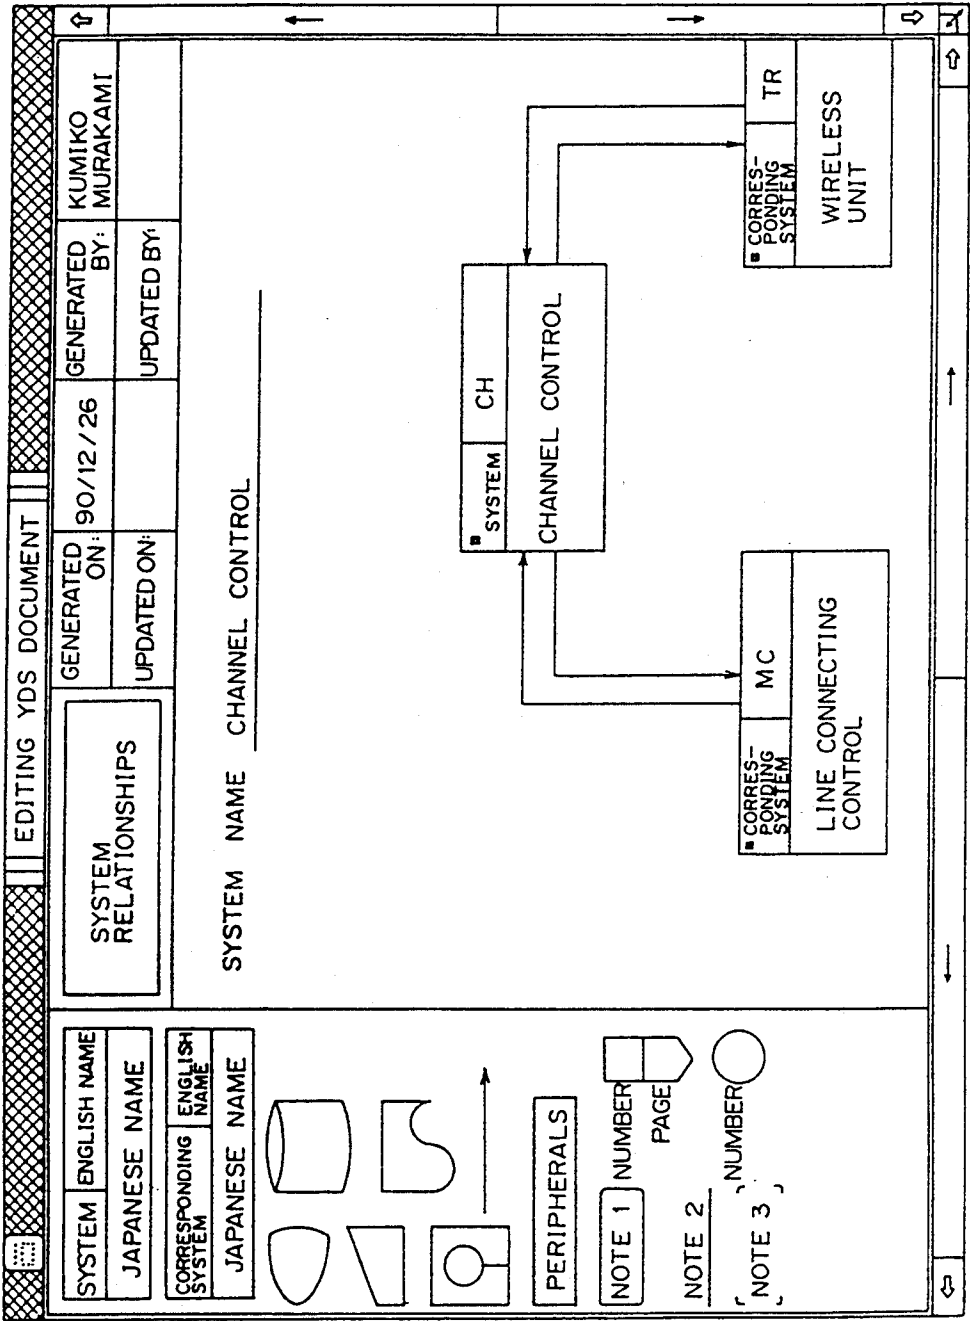 EDITING YDS DOCUMENT
SYSTEM ENGLISH NAME
JAPANESE NAME
CORRESPONDING
SYSTEM
ENGLISH
NAME
JAPANESE NAME
PERIPHERALS
NOTE 1
NUMBER
PAGE
NOTE 2
NOTE 3
NUMBER
SYSTEM
RELATIONSHIPS
GENERATED
ON:
90/12/26
GENERATED
BY:
KUMIKO
MURAKAMI
UPDATED ON:
UPDATED BY:
SYSTEM NAME CHANNEL CONTROL
SYSTEM
CH
CHANNEL CONTROL
CORRES-
PONDING
SYSTEM
MC
LINE CONNECTING
CONTROL
CORRES-
PONDING
SYSTEM
TR
WIRELESS
UNIT